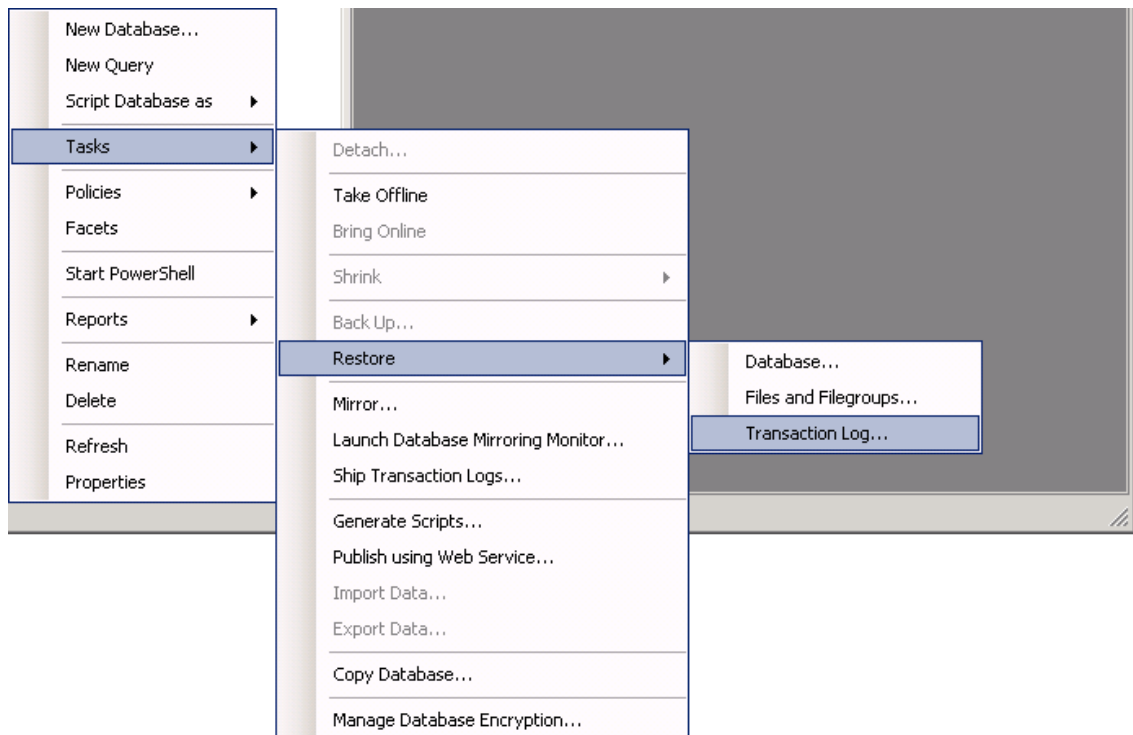 New Database...
New Query
Script Database as
Tasks
Policies
Facets
Start PowerShell
Reports
Rename
Delete
Refresh
Properties
Detach...
Take Offline
Bring Online
Shrink
Back Up...
Restore
Mirror...
Launch Database Mirroring Monitor...
Ship Transaction Logs...
Generate Scripts...
Publish using Web Service...
Import Data...
Export Data...
Copy Database...
Manage Database Encryption...
Database...
Files and Filegroups...
Transaction Log...